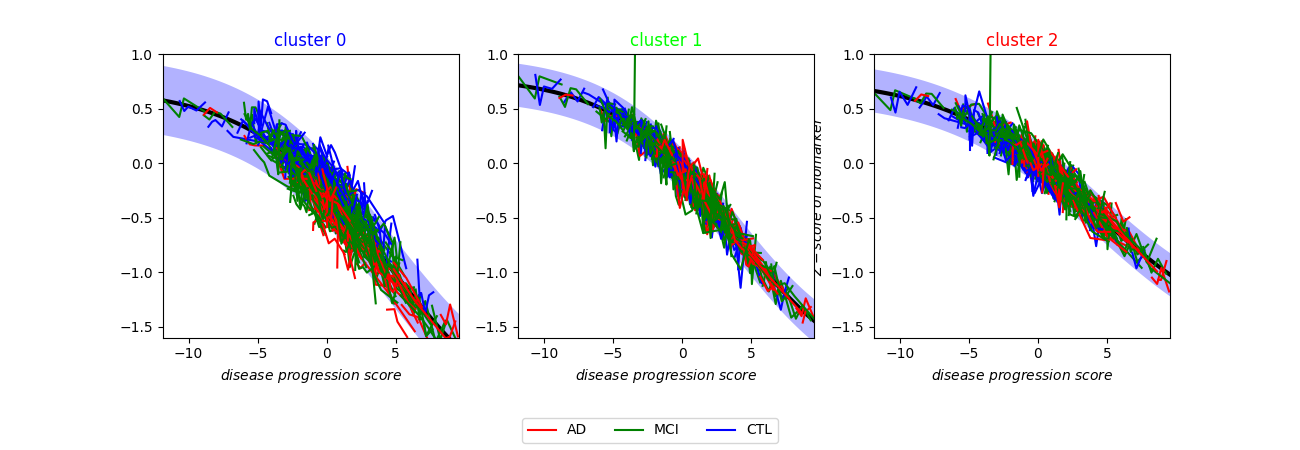 cluster 0 cluster 1 cluster 2
1.0 1.0 1.0
0.5 0.5 0.5
0.0 0.0 0.0
−0.5 −0.5 −0.5
−1.0 −1.0 −1.0
−1.5 −1.5 −1.5
Z−score of biomarker
−10 −5 0 5 −10 −5 0 5 −10 −5 0 5
disease progression score disease progression score disease progression score
AD MCI CTL